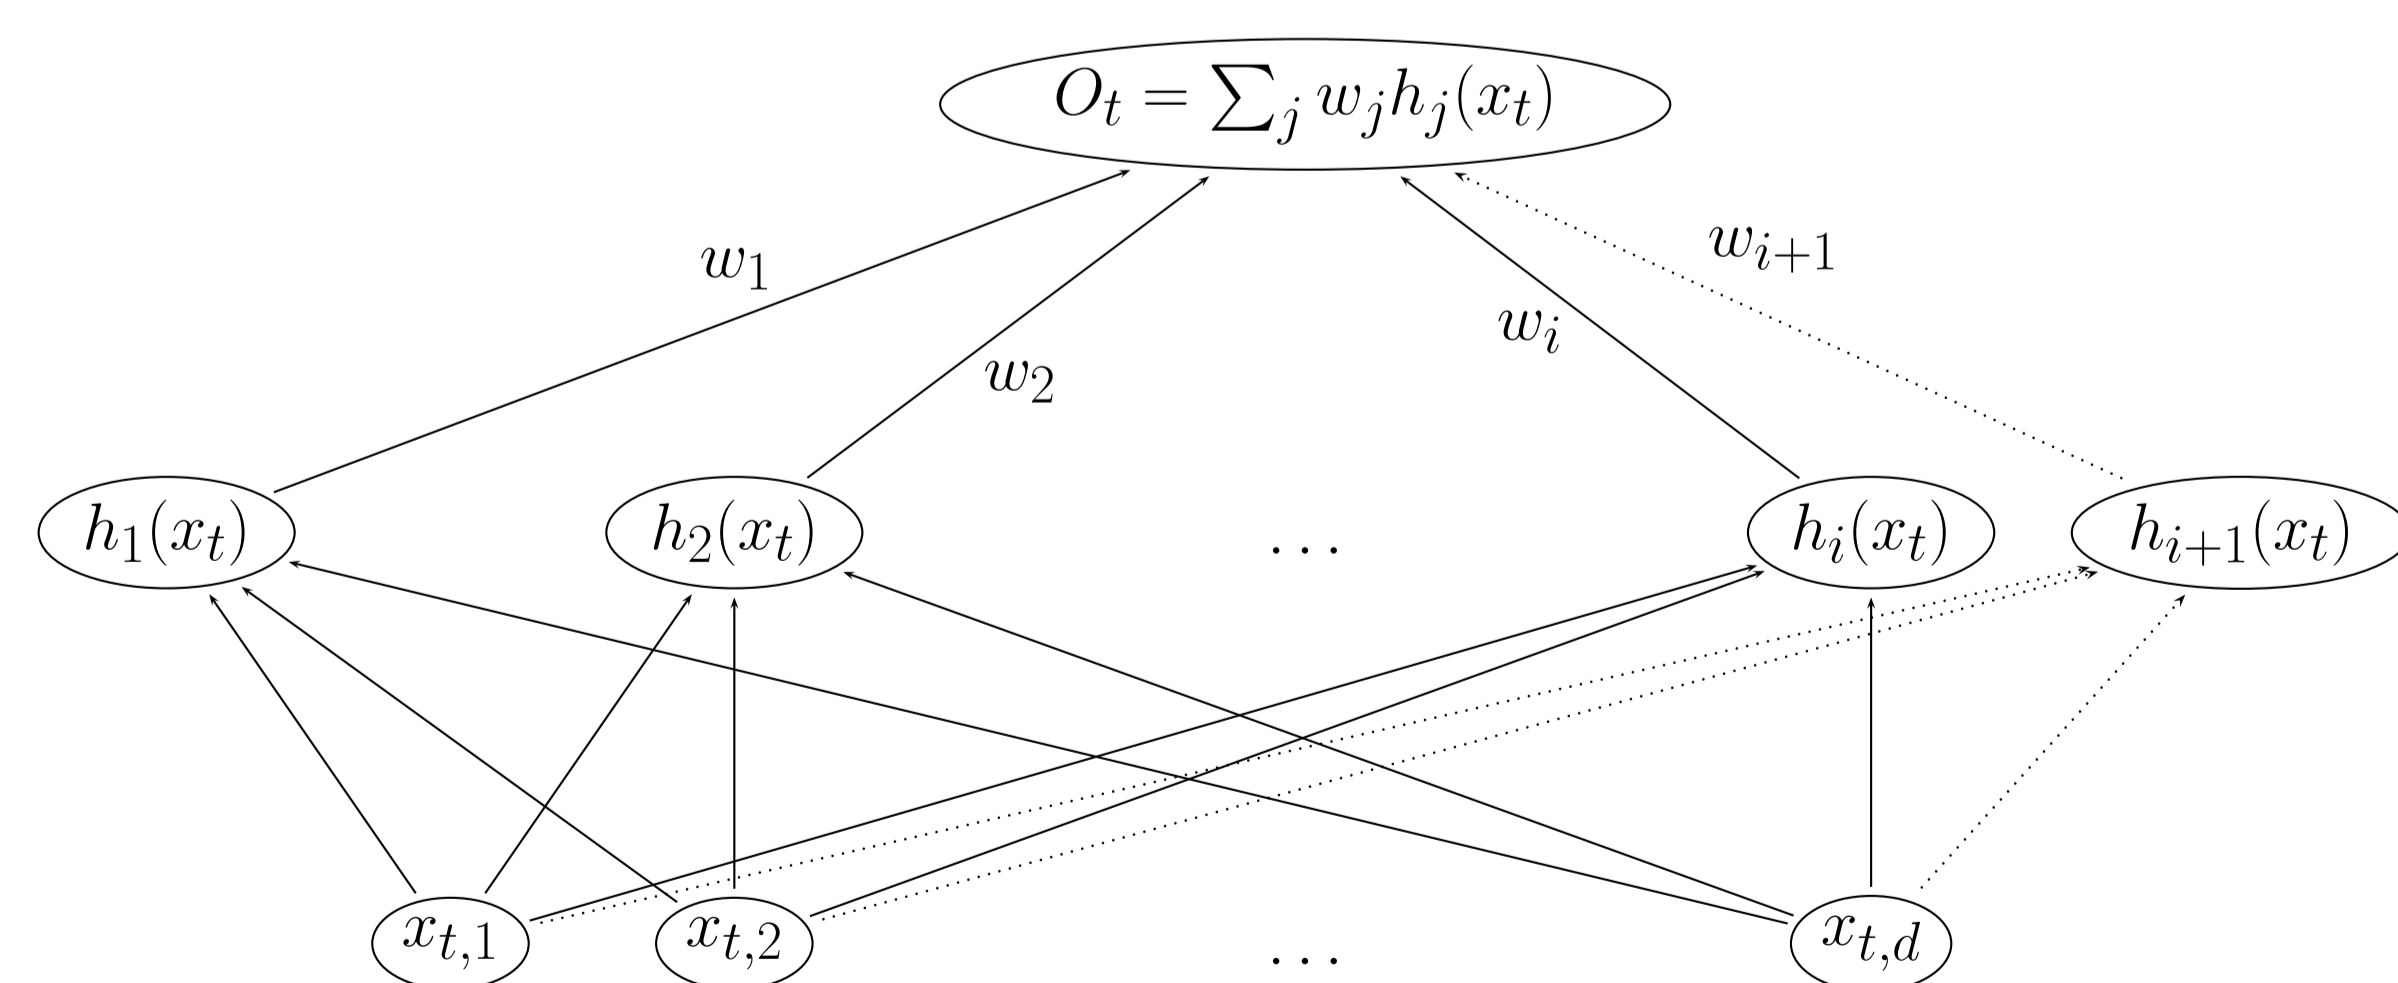 O_t = ∑_j w_j h_j(x_t)
w_1
w_{i+1}
w_i
w_2
h_1(x_t) h_2(x_t) … h_i(x_t) h_{i+1}(x_t)
x_{t,1} x_{t,2} … x_{t,d}